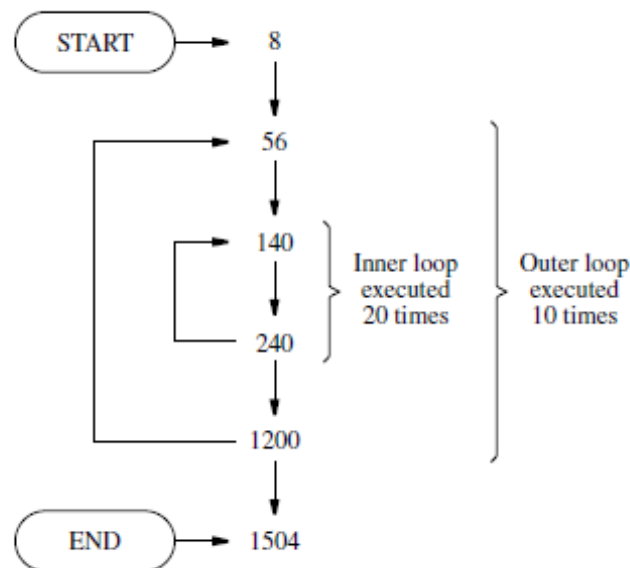 START
8
56
140
Inner loop
executed
20 times
Outer loop
executed
10 times
240
1200
END
1504